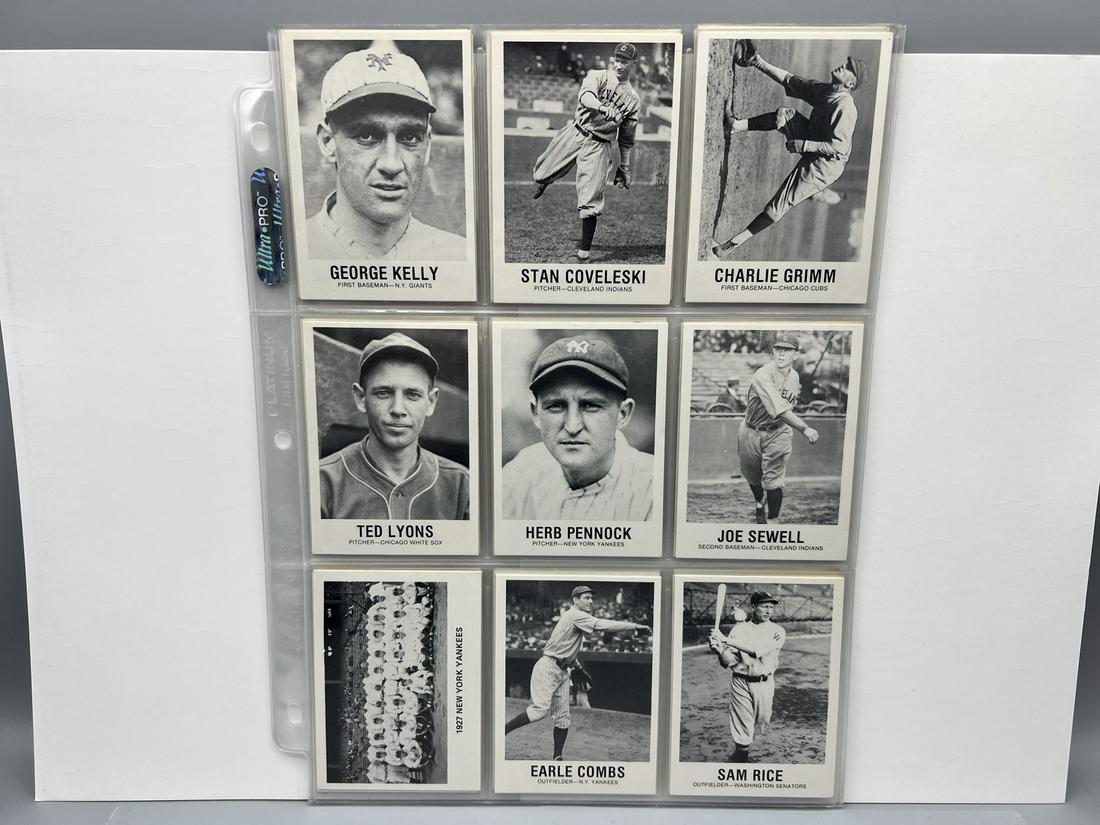 GEORGE KELLY
FIRST BASEMAN—N.Y. GIANTS
STAN COVELESKI
PITCHER—CLEVELAND INDIANS
CHARLIE GRIMM
FIRST BASEMAN—CHICAGO CUBS
Ultra•PRO™
PLATINUM
TED LYONS
PITCHER—CHICAGO WHITE SOX
HERB PENNOCK
PITCHER—NEW YORK YANKEES
JOE SEWELL
SECOND BASEMAN—CLEVELAND INDIANS
1927 NEW YORK YANKEES
EARLE COMBS
OUTFIELDER—N.Y. YANKEES
SAM RICE
OUTFIELDER—WASHINGTON SENATORS